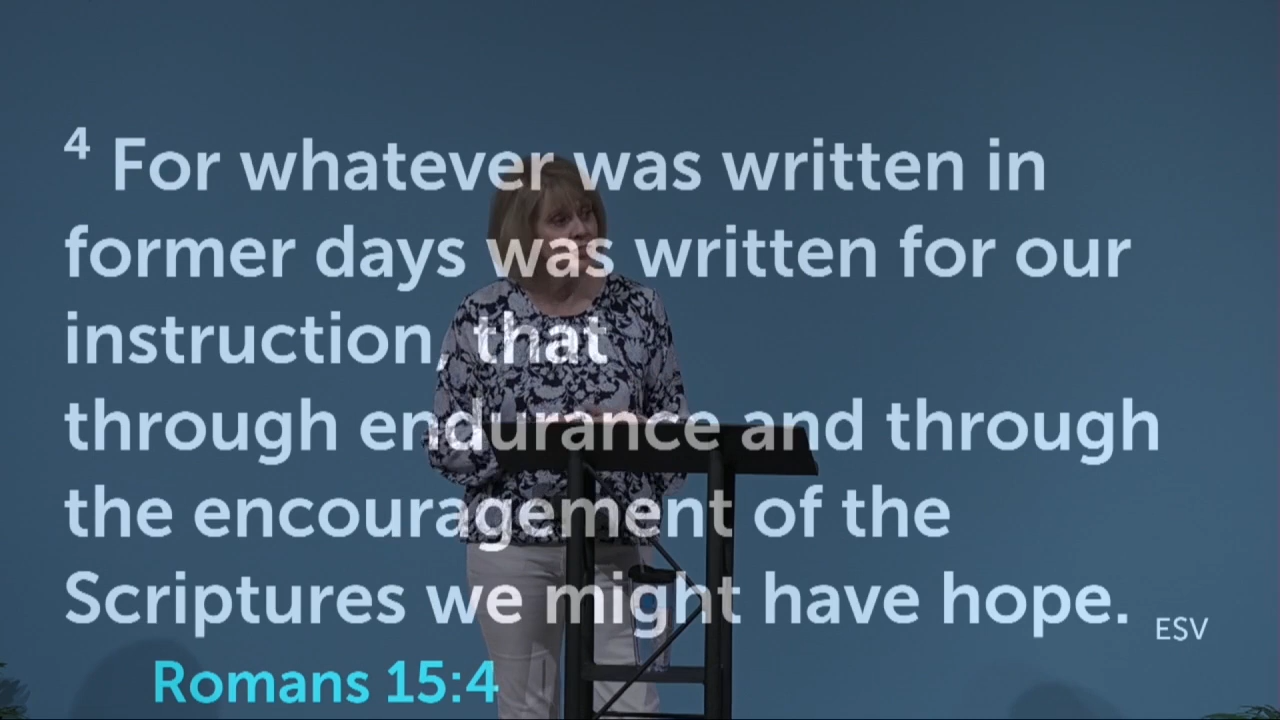 4 For whatever was written in
former days was written for our
instruction, that
through endurance and through
the encouragement of the
Scriptures we might have hope.
ESV
Romans 15:4